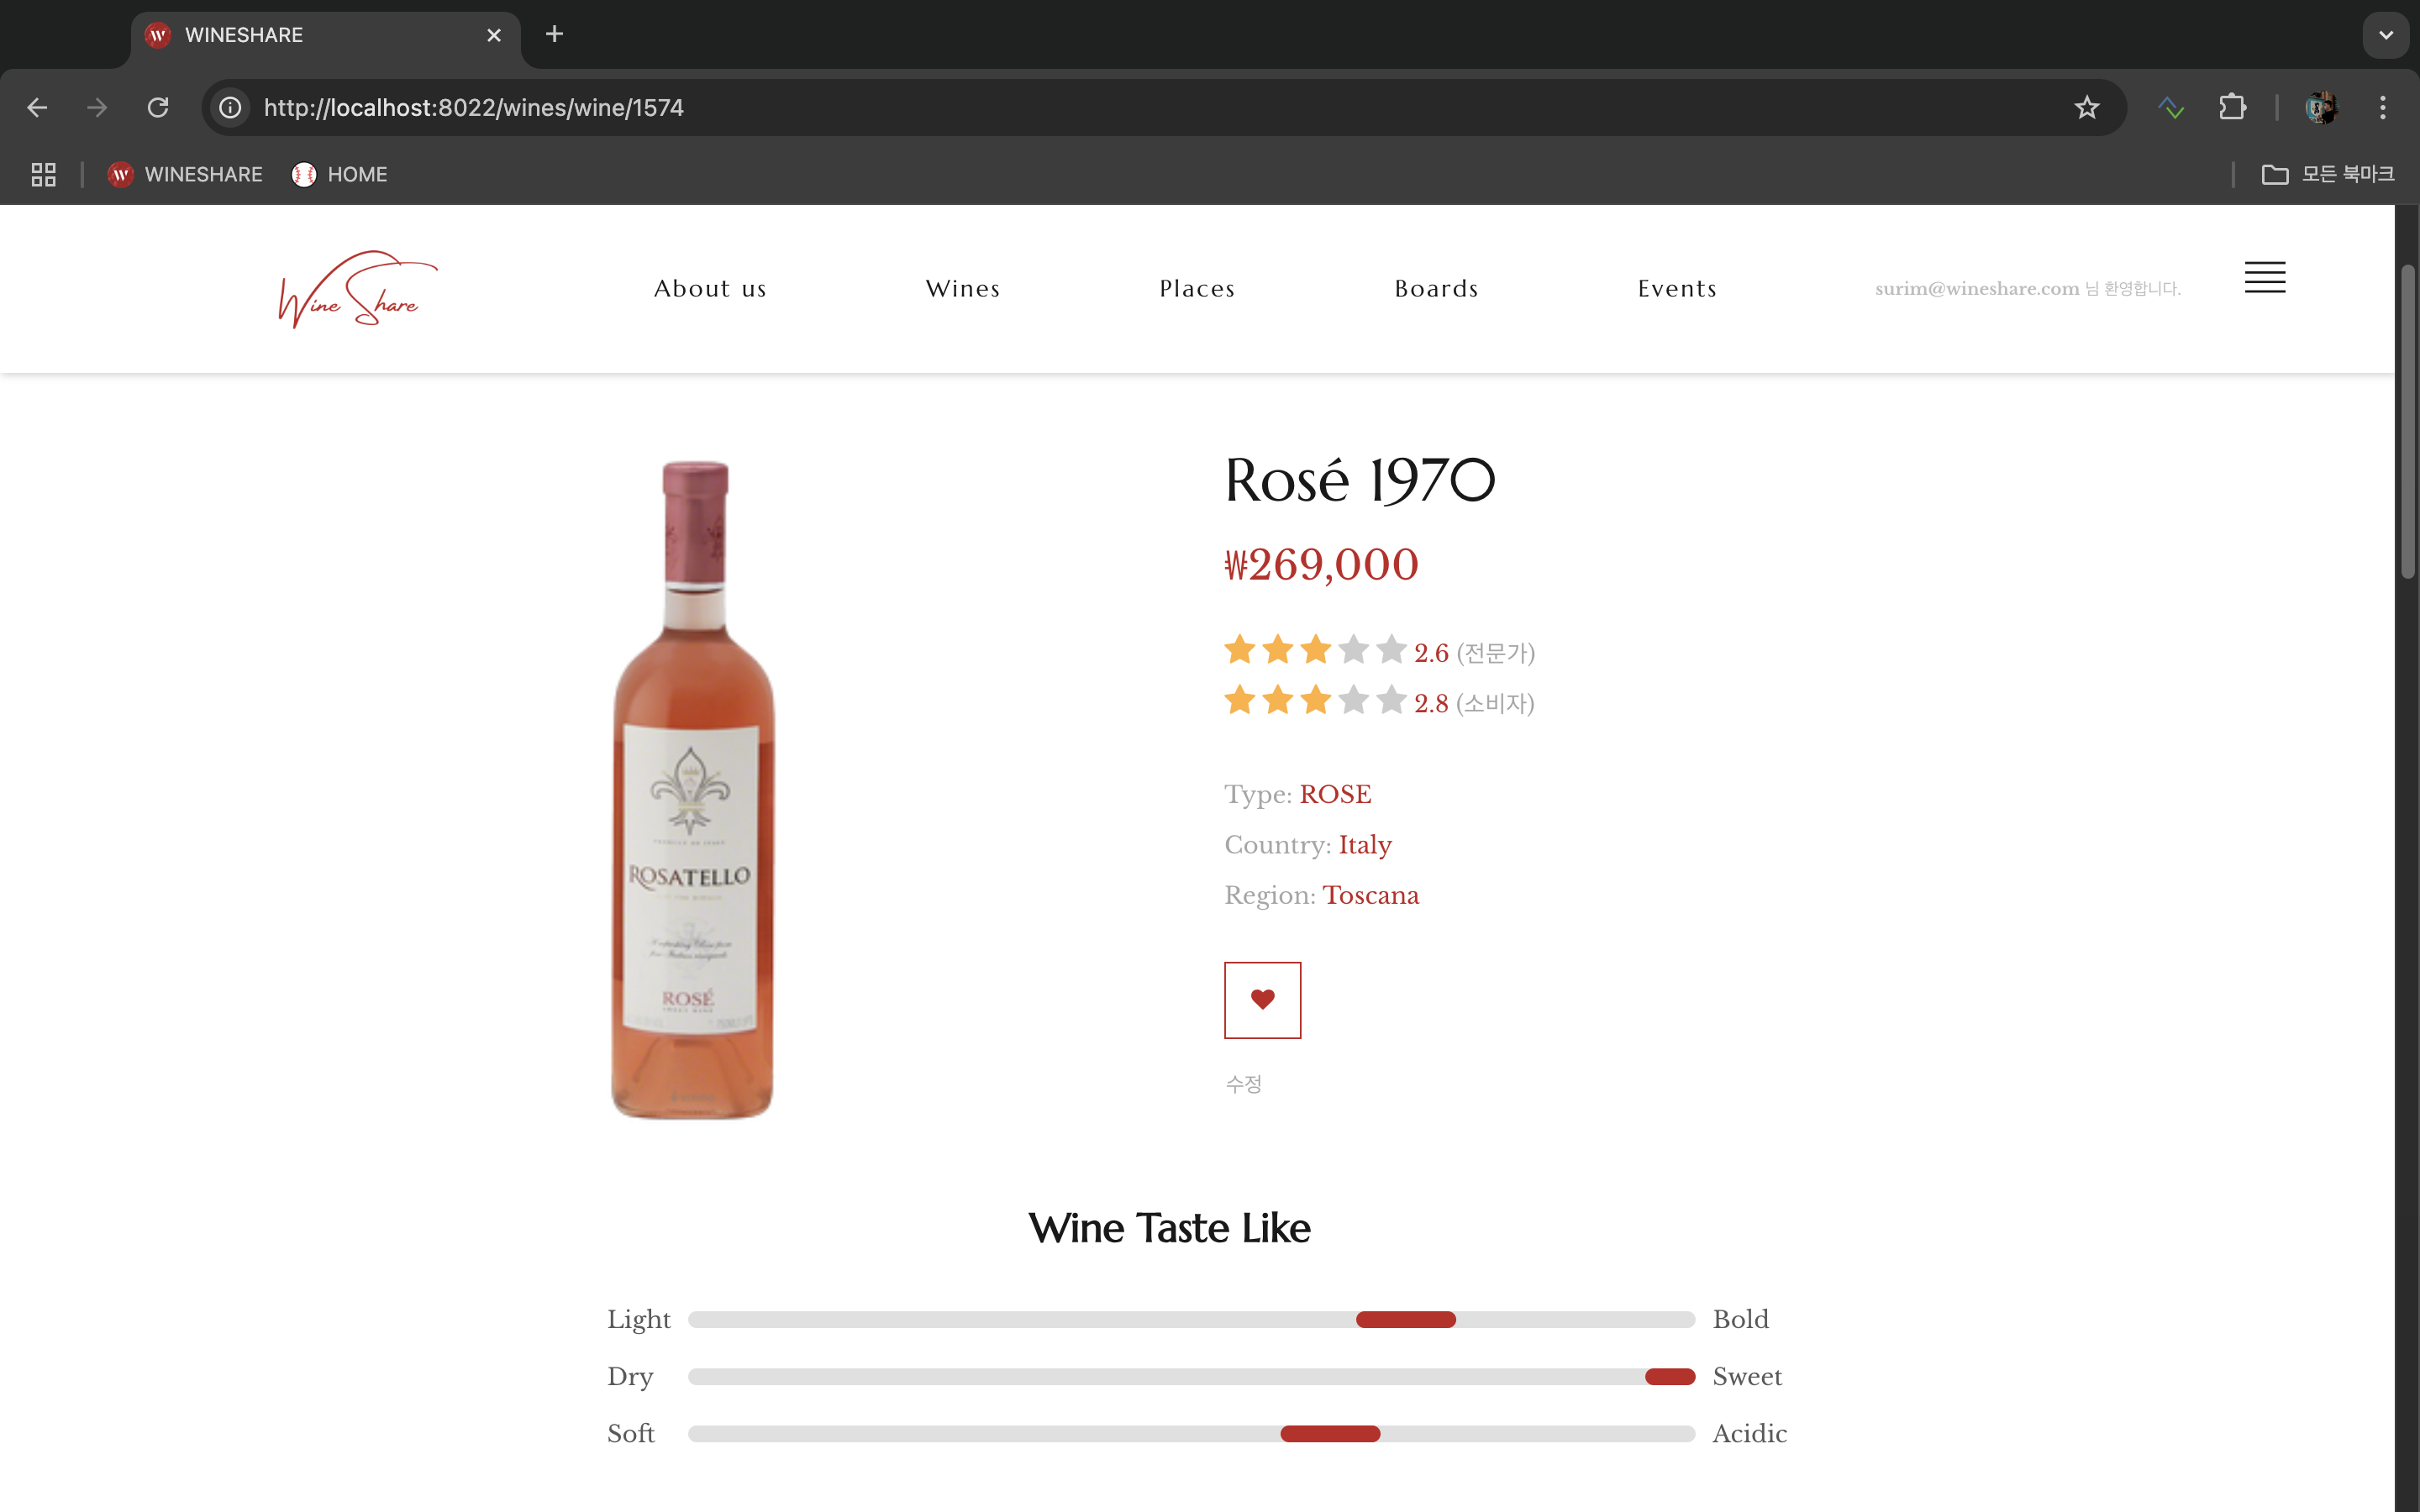 WINESHARE
http://localhost:8022/wines/wine/1574
WINESHARE
HOME
모든 북마크
Wine Share
About us
Wines
Places
Boards
Events
surim@wineshare.com 님 환영합니다.
Rosé 1970
₩269,000
2.6 (전문가)
2.8 (소비자)
Type: ROSE
Country: Italy
Region: Toscana
수정
ROSATELLO
ROSÉ
Wine Taste Like
Light
Bold
Dry
Sweet
Soft
Acidic